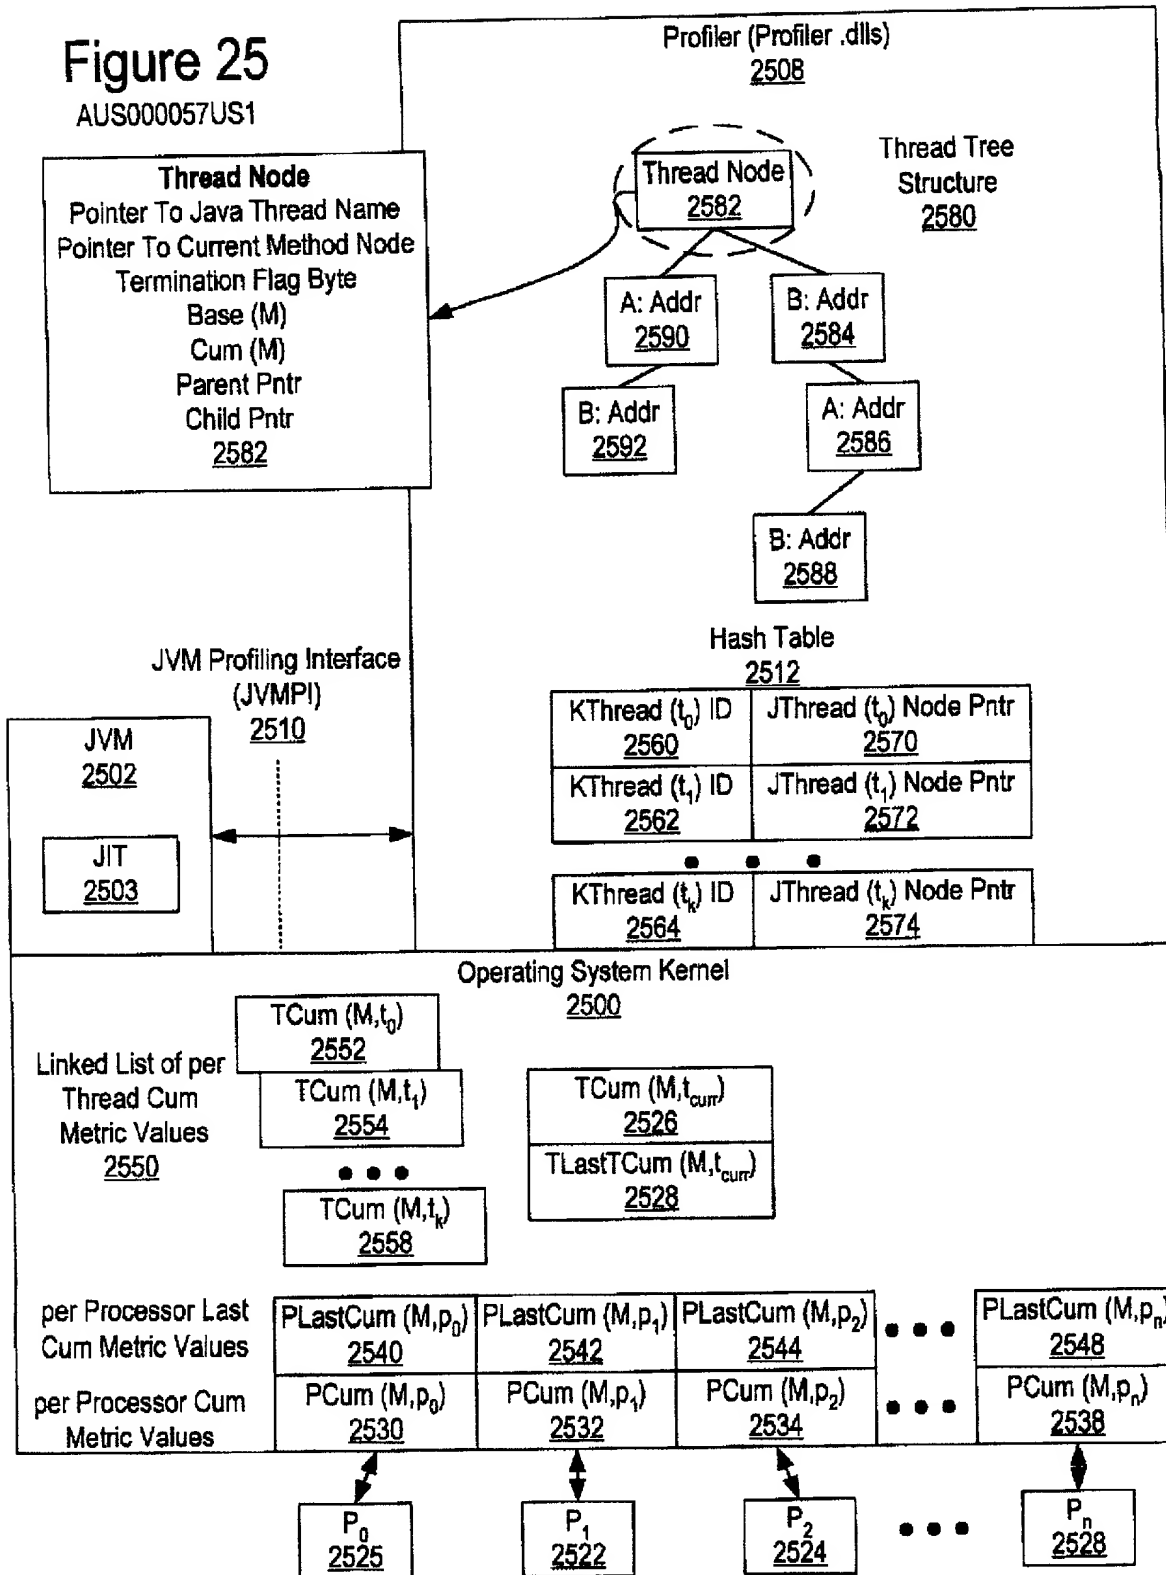 Figure 25
AUS000057US1
Profiler (Profiler .dlls)
2508
Thread Node
Pointer To Java Thread Name
Pointer To Current Method Node
Termination Flag Byte
Base (M)
Cum (M)
Parent Pntr
Child Pntr
2582
Thread Node
2582
Thread Tree
Structure
2580
A: Addr
2590
B: Addr
2584
B: Addr
2592
A: Addr
2586
B: Addr
2588
JVM Profiling Interface
(JVMPI)
2510
JVM
2502
JIT
2503
Hash Table
2512
KThread (t0) ID
2560
JThread (t0) Node Pntr
2570
KThread (t1) ID
2562
JThread (t1) Node Pntr
2572
KThread (tk) ID
2564
JThread (tk) Node Pntr
2574
Operating System Kernel
2500
Linked List of per
Thread Cum
Metric Values
2550
TCum (M,t0)
2552
TCum (M,t1)
2554
TCum (M,tk)
2558
TCum (M,tcurr)
2526
TLastTCum (M,tcurr)
2528
per Processor Last
Cum Metric Values
PLastCum (M,p0)
2540
PLastCum (M,p1)
2542
PLastCum (M,p2)
2544
PLastCum (M,pn)
2548
per Processor Cum
Metric Values
PCum (M,p0)
2530
PCum (M,p1)
2532
PCum (M,p2)
2534
PCum (M,pn)
2538
P0
2525
P1
2522
P2
2524
Pn
2528